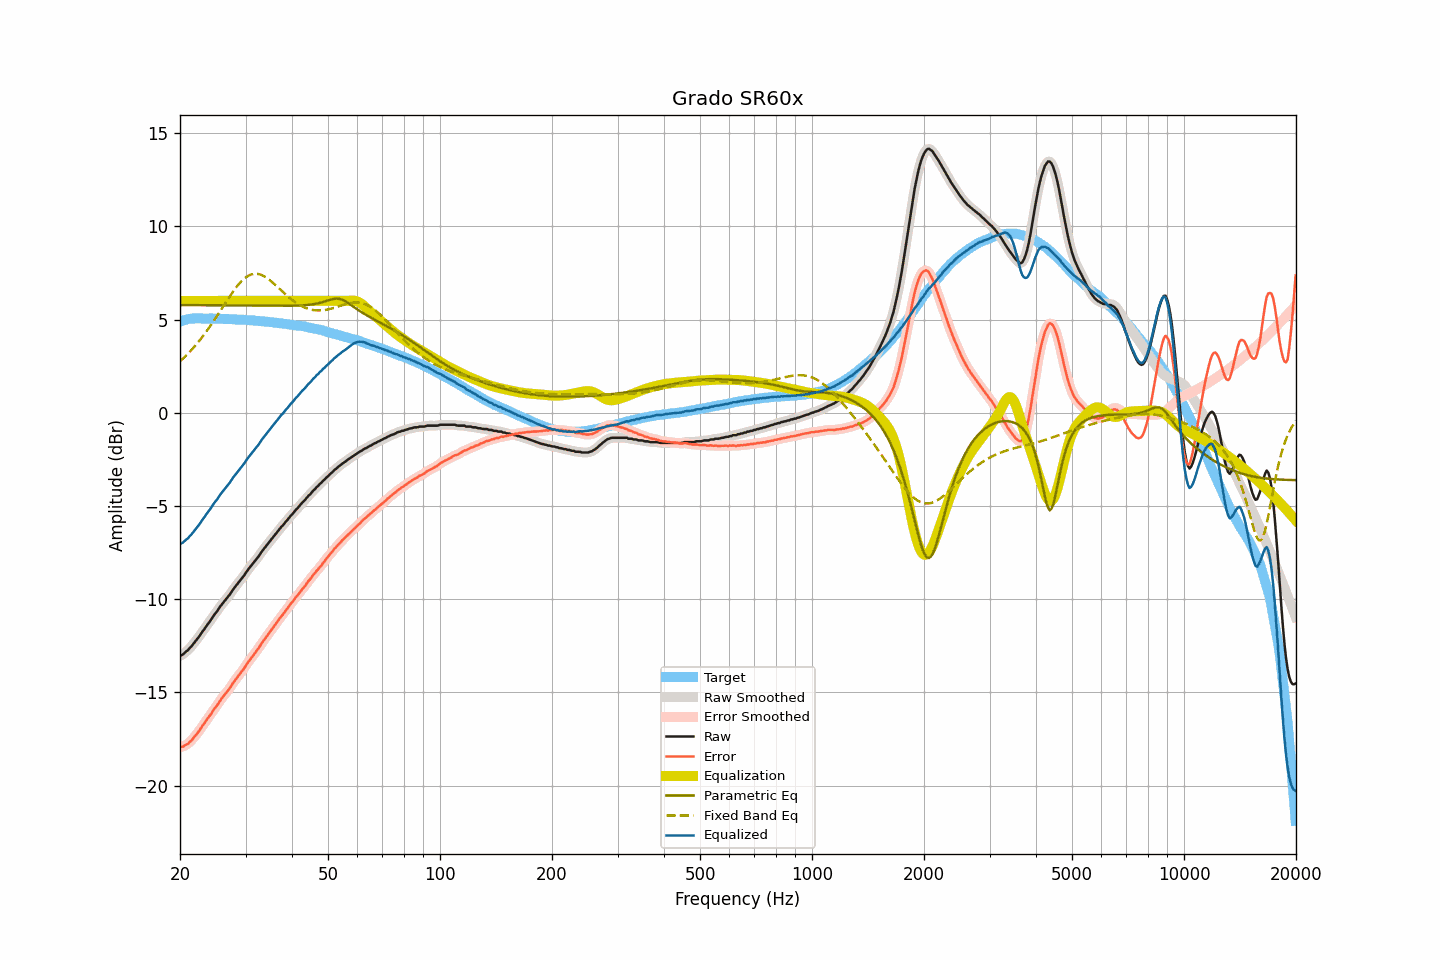 Grado SR60x
15
10
5
0
−5
−10
−15
−20
Amplitude (dBr)
Target
Raw Smoothed
Error Smoothed
Raw
Error
Equalization
Parametric Eq
Fixed Band Eq
Equalized
20 50 100 200 500 1000 2000 5000 10000 20000
Frequency (Hz)